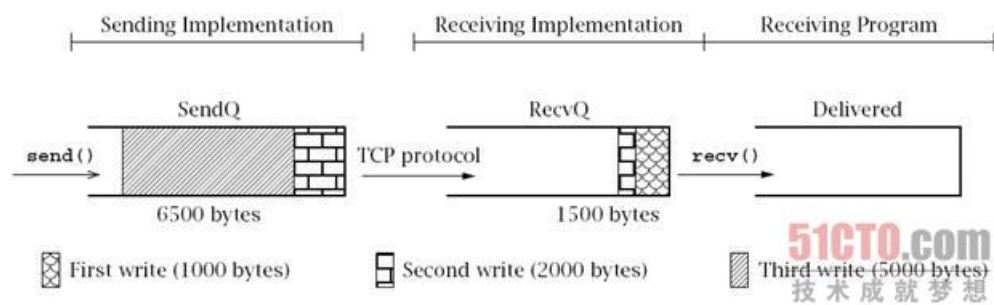 Sending Implementation
Receiving Implementation
Receiving Program
SendQ
RecvQ
Delivered
send()
TCP protocol
recv()
6500 bytes
1500 bytes
First write (1000 bytes)
Second write (2000 bytes)
Third write (5000 bytes)
51CTO.com
技术成就梦想